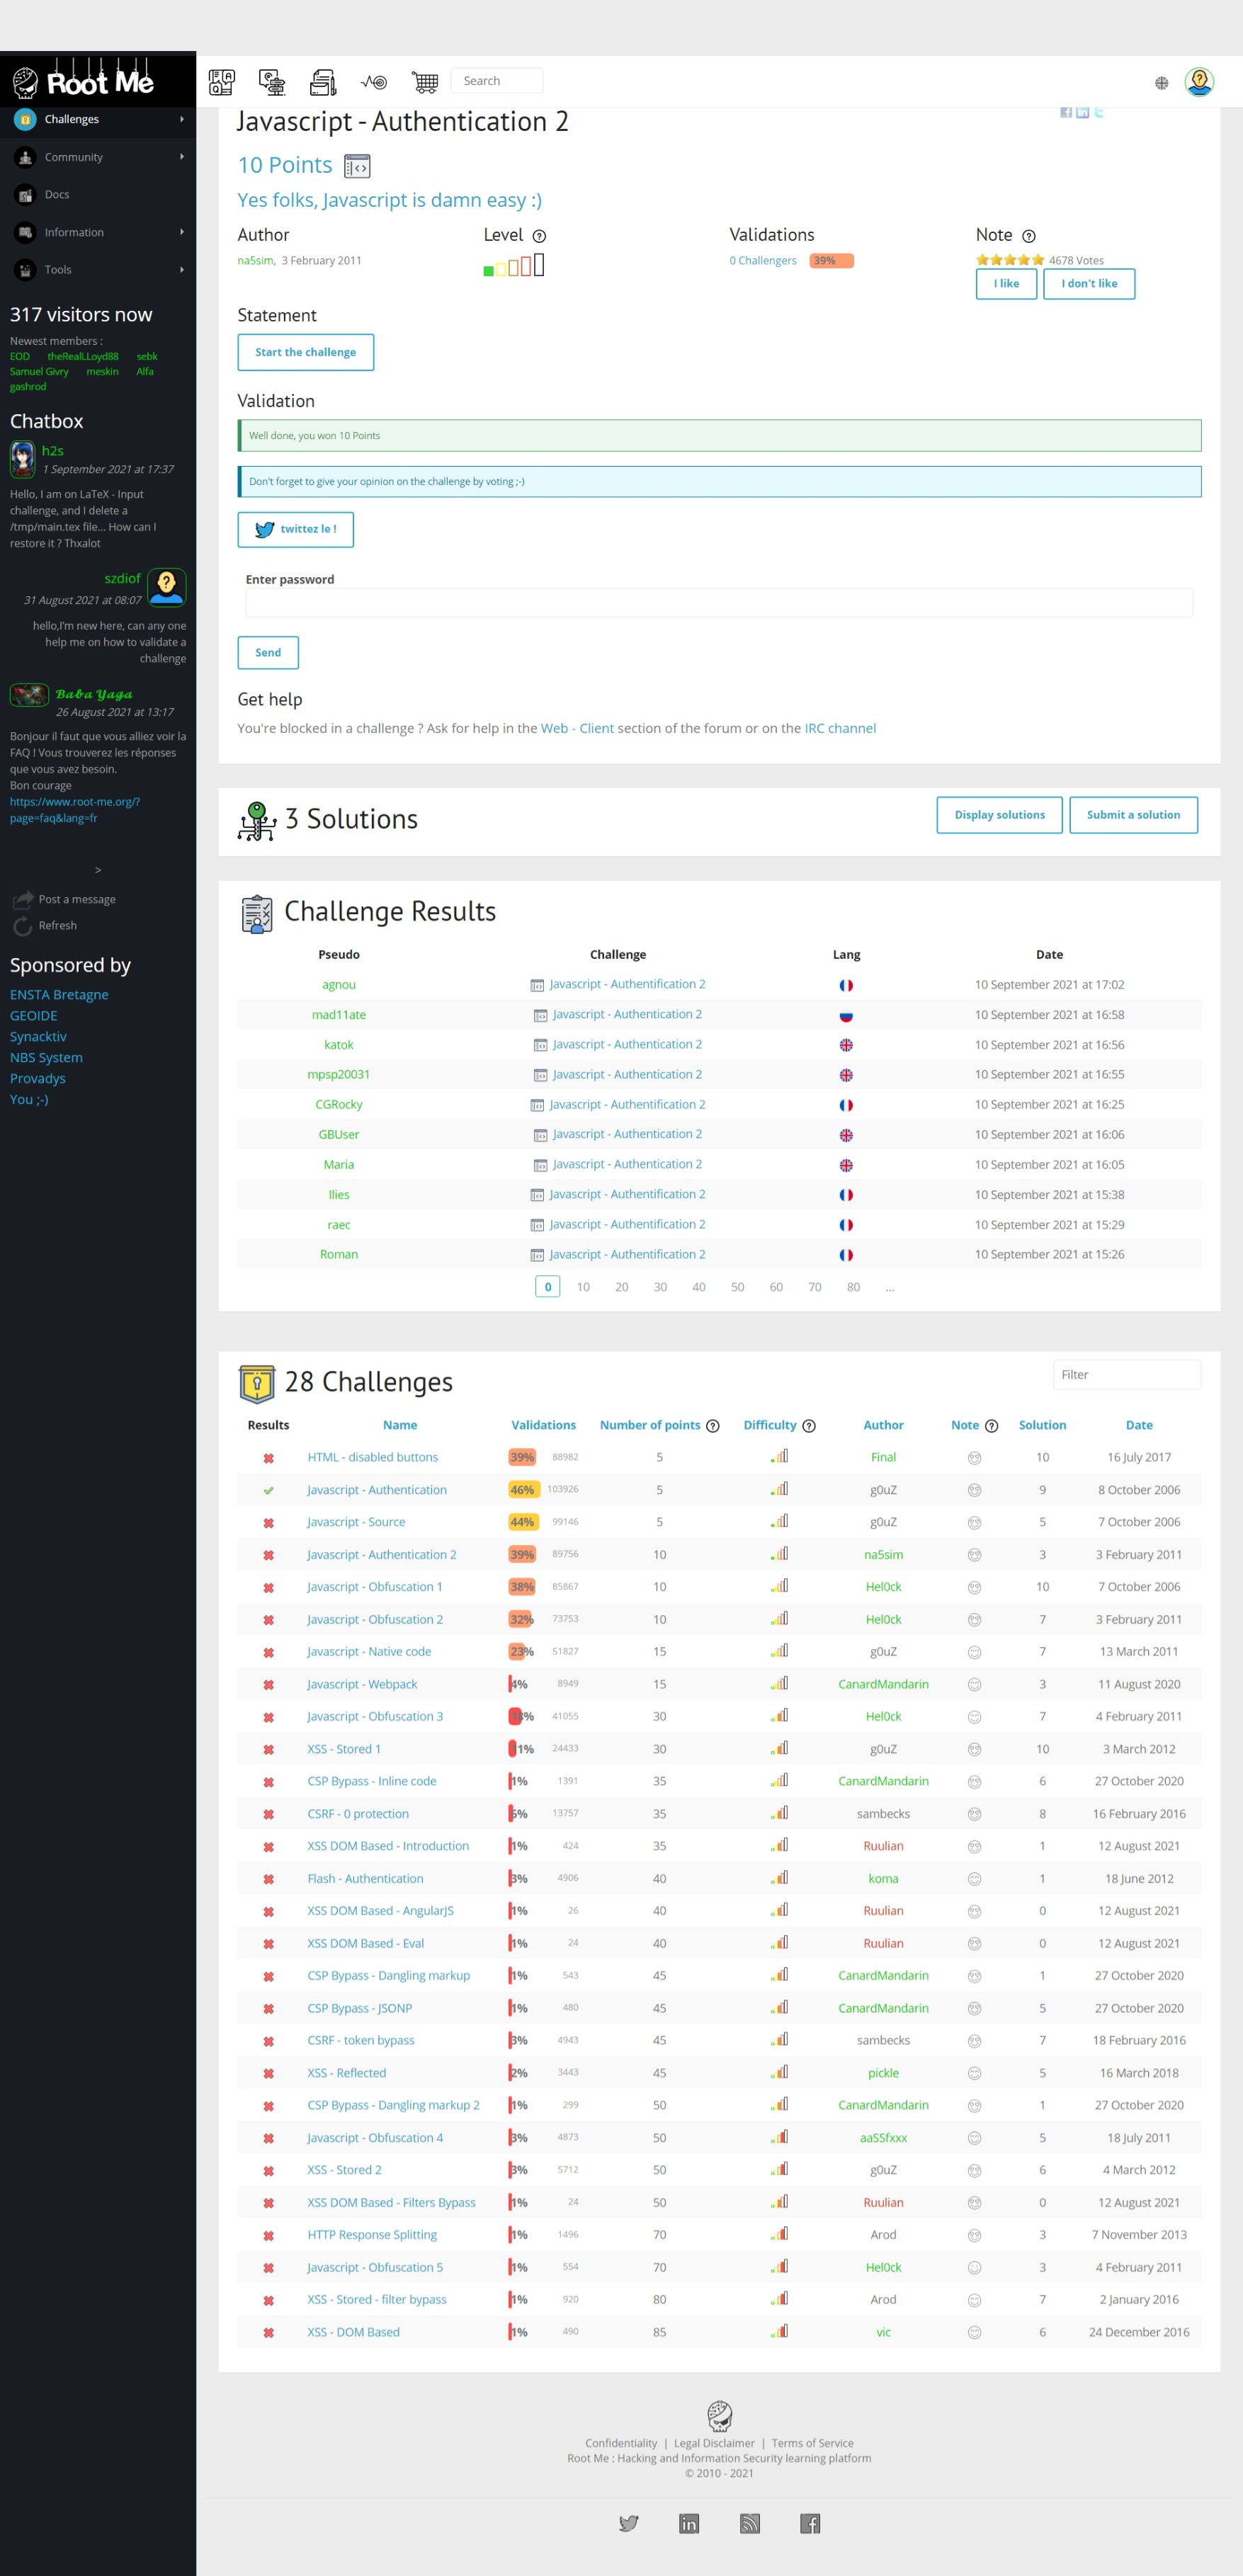 Root Me
Search
Challenges
Community
Docs
Information
Tools
317 visitors now
Newest members :
EOD theRealLLoyd88 sebk
Samuel Givry meskin Alfa
gashrod
Chatbox
h2s
1 September 2021 at 17:37
Hello, I am on LaTeX - Input
challenge, and I delete a
/tmp/main.tex file... How can I
restore it ? Thxalot
szdiof
31 August 2021 at 08:07
hello,I'm new here, can any one
help me on how to validate a
challenge
Baba Yaga
26 August 2021 at 13:17
Bonjour il faut que vous alliez voir la
FAQ ! Vous trouverez les réponses
que vous avez besoin.
Bon courage
https://www.root-me.org/?
page=faq&lang=fr
>
Post a message
Refresh
Sponsored by
ENSTA Bretagne
GEOIDE
Synacktiv
NBS System
Provadys
You ;-)
Javascript - Authentication 2
10 Points
Yes folks, Javascript is damn easy :)
Author Level Validations Note
na5sim, 3 February 2011 0 Challengers 39% 4678 Votes
I like I don't like
Statement
Start the challenge
Validation
Well done, you won 10 Points
Don't forget to give your opinion on the challenge by voting ;-)
twittez le !
Enter password
Send
Get help
You're blocked in a challenge ? Ask for help in the Web - Client section of the forum or on the IRC channel
3 Solutions
Display solutions Submit a solution
Challenge Results
Pseudo Challenge Lang Date
agnou Javascript - Authentification 2 10 September 2021 at 17:02
mad11ate Javascript - Authentication 2 10 September 2021 at 16:58
katok Javascript - Authentication 2 10 September 2021 at 16:56
mpsp20031 Javascript - Authentication 2 10 September 2021 at 16:55
CGRocky Javascript - Authentification 2 10 September 2021 at 16:25
GBUser Javascript - Authentication 2 10 September 2021 at 16:06
Maria Javascript - Authentication 2 10 September 2021 at 16:05
Ilies Javascript - Authentification 2 10 September 2021 at 15:38
raec Javascript - Authentification 2 10 September 2021 at 15:29
Roman Javascript - Authentification 2 10 September 2021 at 15:26
0 10 20 30 40 50 60 70 80 ...
28 Challenges
Filter
Results Name Validations Number of points Difficulty Author Note Solution Date
HTML - disabled buttons 39% 88982 5 Final 10 16 July 2017
Javascript - Authentication 46% 103926 5 g0uZ 9 8 October 2006
Javascript - Source 44% 99146 5 g0uZ 5 7 October 2006
Javascript - Authentication 2 39% 89756 10 na5sim 3 3 February 2011
Javascript - Obfuscation 1 38% 85867 10 Hel0ck 10 7 October 2006
Javascript - Obfuscation 2 32% 73753 10 Hel0ck 7 3 February 2011
Javascript - Native code 23% 51827 15 g0uZ 7 13 March 2011
Javascript - Webpack 4% 8949 15 CanardMandarin 3 11 August 2020
Javascript - Obfuscation 3 18% 41055 30 Hel0ck 7 4 February 2011
XSS - Stored 1 11% 24433 30 g0uZ 10 3 March 2012
CSP Bypass - Inline code 1% 1391 35 CanardMandarin 6 27 October 2020
CSRF - 0 protection 6% 13757 35 sambecks 8 16 February 2016
XSS DOM Based - Introduction 1% 424 35 Ruulian 1 12 August 2021
Flash - Authentication 3% 4906 40 koma 1 18 June 2012
XSS DOM Based - AngularJS 1% 26 40 Ruulian 0 12 August 2021
XSS DOM Based - Eval 1% 24 40 Ruulian 0 12 August 2021
CSP Bypass - Dangling markup 1% 543 45 CanardMandarin 1 27 October 2020
CSP Bypass - JSONP 1% 480 45 CanardMandarin 5 27 October 2020
CSRF - token bypass 3% 4943 45 sambecks 7 18 February 2016
XSS - Reflected 2% 3443 45 pickle 5 16 March 2018
CSP Bypass - Dangling markup 2 1% 299 50 CanardMandarin 1 27 October 2020
Javascript - Obfuscation 4 3% 4873 50 aaSSfxxx 5 18 July 2011
XSS - Stored 2 3% 5712 50 g0uZ 6 4 March 2012
XSS DOM Based - Filters Bypass 1% 24 50 Ruulian 0 12 August 2021
HTTP Response Splitting 1% 1496 70 Arod 3 7 November 2013
Javascript - Obfuscation 5 1% 554 70 Hel0ck 3 4 February 2011
XSS - Stored - filter bypass 1% 920 80 Arod 7 2 January 2016
XSS - DOM Based 1% 490 85 vic 6 24 December 2016
Confidentiality | Legal Disclaimer | Terms of Service
Root Me : Hacking and Information Security learning platform
© 2010 - 2021